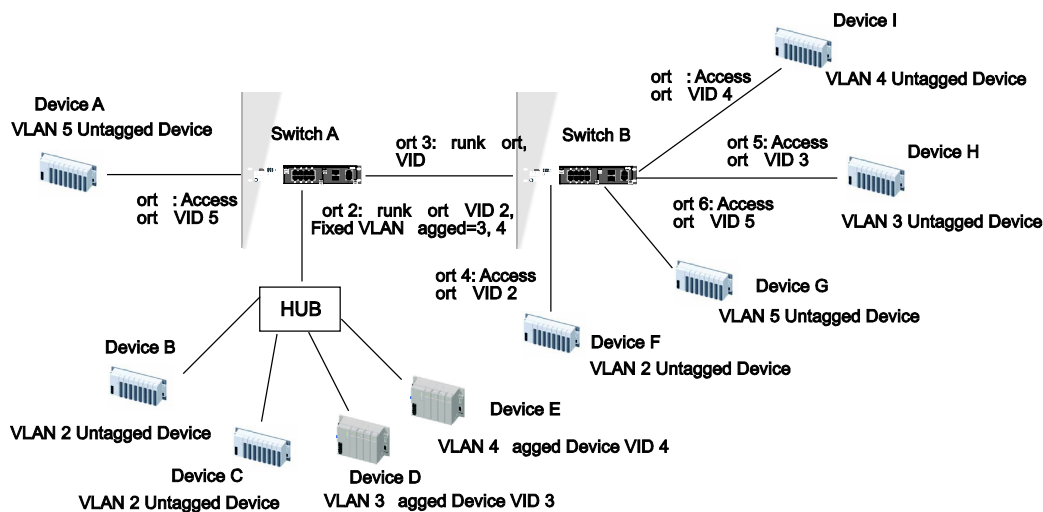 Device I
ort : Access
ort VID 4
VLAN 4 Untagged Device
Device A
VLAN 5 Untagged Device
Switch A
ort 3: runk ort,
VID
Switch B
ort 5: Access
ort VID 3
Device H
VLAN 3 Untagged Device
ort : Access
ort VID 5
ort 2: runk ort VID 2,
Fixed VLAN agged=3, 4
ort 6: Access
ort VID 5
ort 4: Access
ort VID 2
Device G
VLAN 5 Untagged Device
HUB
Device F
VLAN 2 Untagged Device
Device B
VLAN 2 Untagged Device
Device E
VLAN 4 agged Device VID 4
Device C
VLAN 2 Untagged Device
Device D
VLAN 3 agged Device VID 3